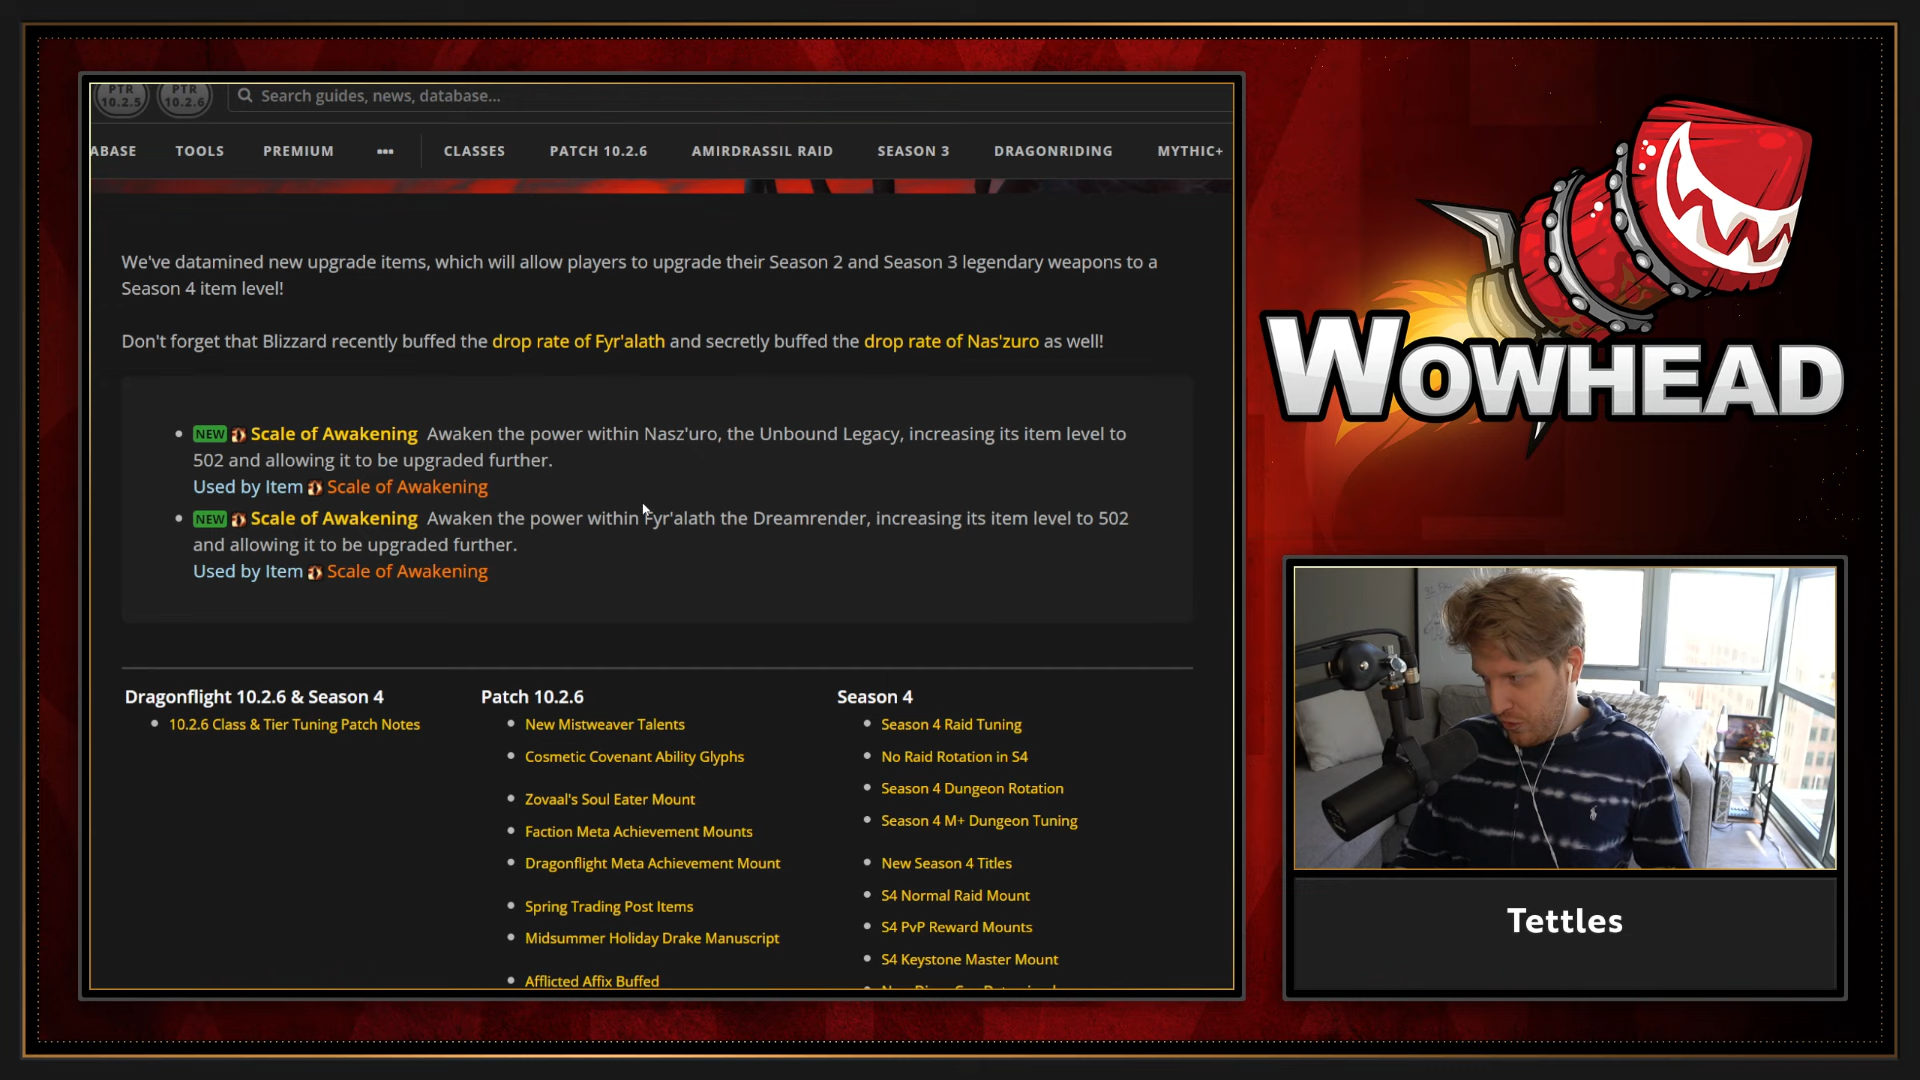 PTR
10.2.5
PTR
10.2.6
Search guides, news, database...
ABASE
TOOLS
PREMIUM
•••
CLASSES
PATCH 10.2.6
AMIRDRASSIL RAID
SEASON 3
DRAGONRIDING
MYTHIC+
We've datamined new upgrade items, which will allow players to upgrade their Season 2 and Season 3 legendary weapons to a
Season 4 item level!
Don't forget that Blizzard recently buffed the drop rate of Fyr'alath and secretly buffed the drop rate of Nas'zuro as well!
• NEW Scale of Awakening Awaken the power within Nasz'uro, the Unbound Legacy, increasing its item level to
502 and allowing it to be upgraded further.
Used by Item Scale of Awakening
• NEW Scale of Awakening Awaken the power within Fyr'alath the Dreamrender, increasing its item level to 502
and allowing it to be upgraded further.
Used by Item Scale of Awakening
Dragonflight 10.2.6 & Season 4
• 10.2.6 Class & Tier Tuning Patch Notes
Patch 10.2.6
• New Mistweaver Talents
• Cosmetic Covenant Ability Glyphs
• Zovaal's Soul Eater Mount
• Faction Meta Achievement Mounts
• Dragonflight Meta Achievement Mount
• Spring Trading Post Items
• Midsummer Holiday Drake Manuscript
• Afflicted Affix Buffed
Season 4
• Season 4 Raid Tuning
• No Raid Rotation in S4
• Season 4 Dungeon Rotation
• Season 4 M+ Dungeon Tuning
• New Season 4 Titles
• S4 Normal Raid Mount
• S4 PvP Reward Mounts
• S4 Keystone Master Mount
WOWHEAD
Tettles